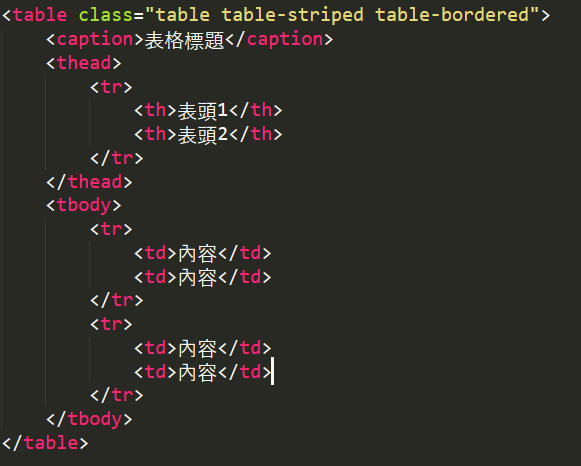 <table class="table table-striped table-bordered">
    <caption>表格標題</caption>
    <thead>
        <tr>
            <th>表頭1</th>
            <th>表頭2</th>
        </tr>
    </thead>
    <tbody>
        <tr>
            <td>內容</td>
            <td>內容</td>
        </tr>
        <tr>
            <td>內容</td>
            <td>內容</td>
        </tr>
    </tbody>
</table>